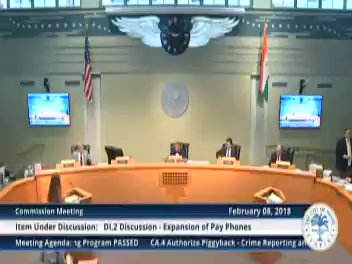 Commission Meeting February 08, 2018
Item Under Discussion: DI.2 Discussion - Expansion of Pay Phones
Meeting Agenda: ng Program PASSED CA.4 Authorize Piggyback - Crime Reporting an